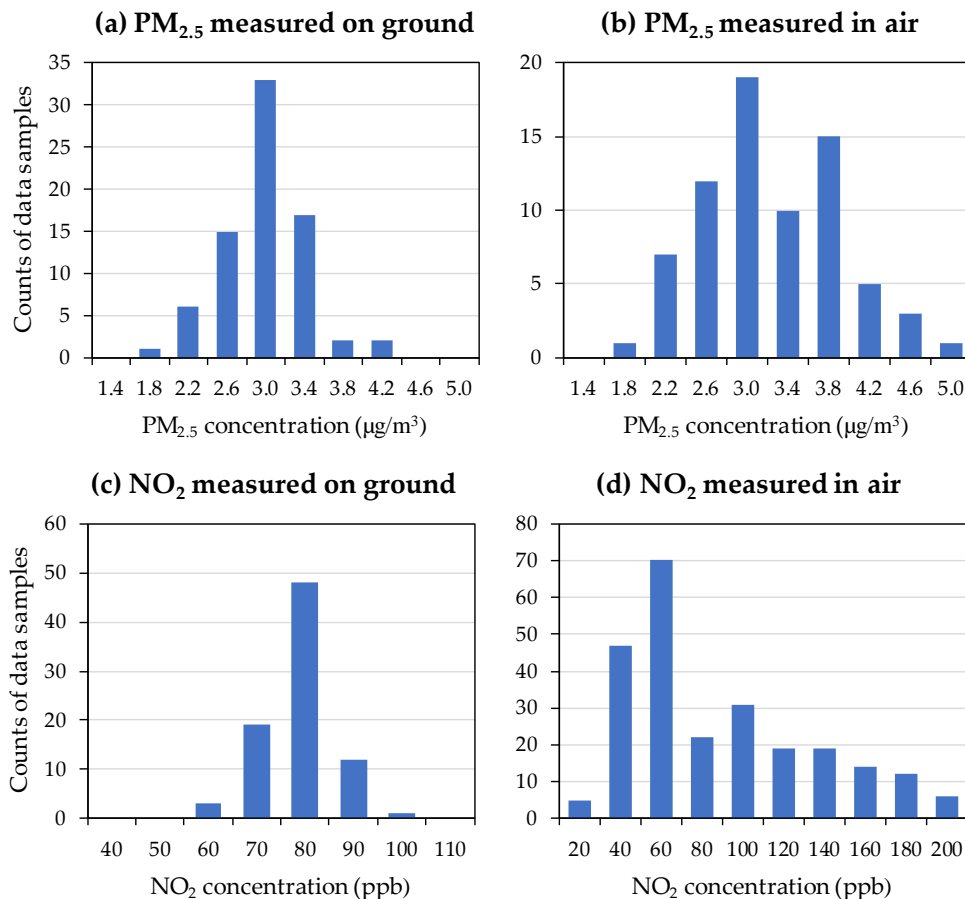 (a) PM2.5 measured on ground
35
30
25
20
15
10
5
0
Counts of data samples
1.4 1.8 2.2 2.6 3.0 3.4 3.8 4.2 4.6 5.0
PM2.5 concentration (µg/m³)
(b) PM2.5 measured in air
20
15
10
5
0
1.4 1.8 2.2 2.6 3.0 3.4 3.8 4.2 4.6 5.0
PM2.5 concentration (µg/m³)
(c) NO2 measured on ground
60
50
40
30
20
10
0
Counts of data samples
40 50 60 70 80 90 100 110
NO2 concentration (ppb)
(d) NO2 measured in air
80
70
60
50
40
30
20
10
0
20 40 60 80 100 120 140 160 180 200
NO2 concentration (ppb)